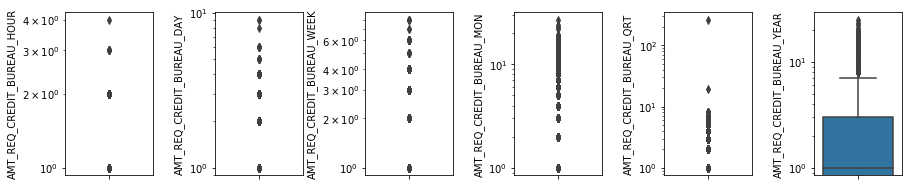 AMT_REQ_CREDIT_BUREAU_HOUR
4 × 10⁰
3 × 10⁰
2 × 10⁰
10⁰
AMT_REQ_CREDIT_BUREAU_DAY
10¹
10⁰
AMT_REQ_CREDIT_BUREAU_WEEK
6 × 10⁰
4 × 10⁰
3 × 10⁰
2 × 10⁰
10⁰
AMT_REQ_CREDIT_BUREAU_MON
10¹
10⁰
AMT_REQ_CREDIT_BUREAU_QRT
10²
10¹
10⁰
AMT_REQ_CREDIT_BUREAU_YEAR
10¹
10⁰